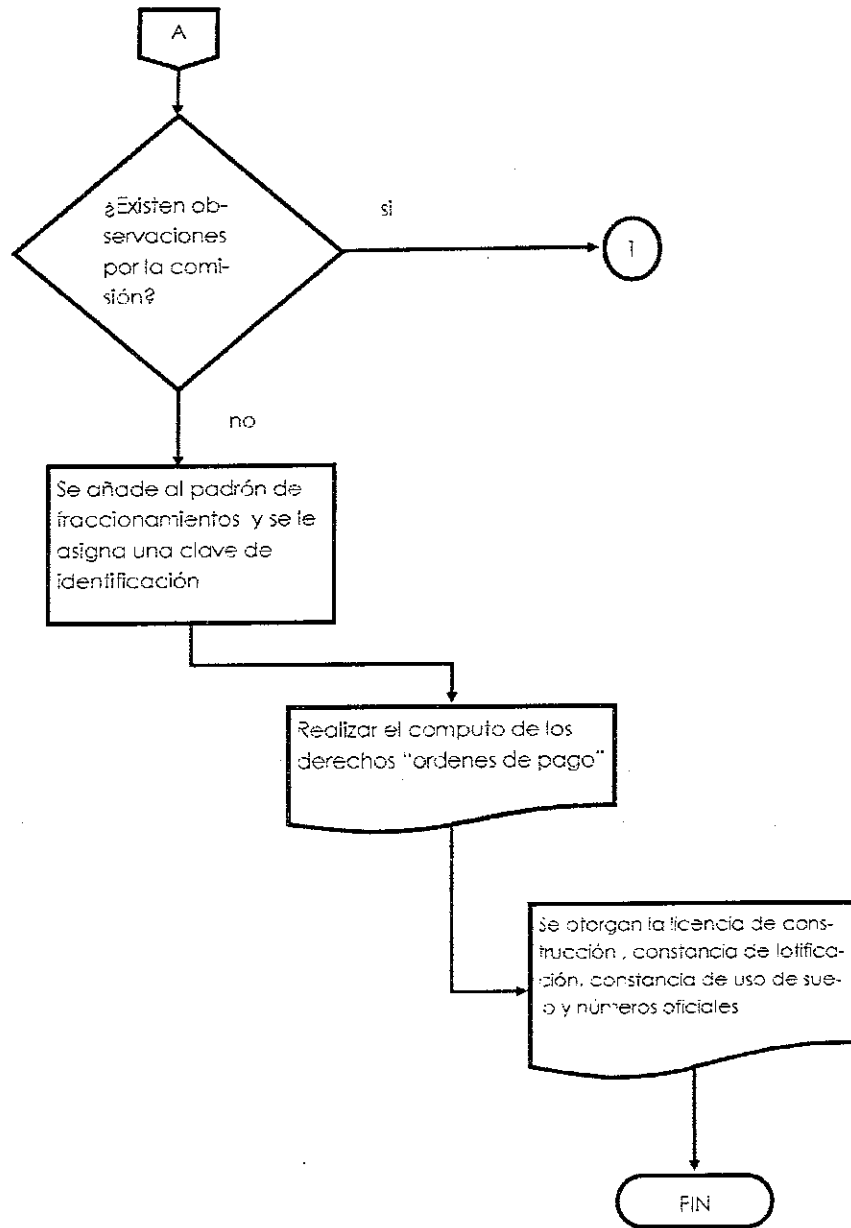 A
¿Existen ob-
servaciones
por la comi-
sión?
si
1
no
Se añade al padrón de
fraccionamientos y se le
asigna una clave de
identificación
Realizar el computo de los
derechos "ordenes de pago"
Se otorgan la licencia de cons-
trucción , constancia de lotifica-
ción, constancia de uso de sue-
lo y números oficiales
FIN